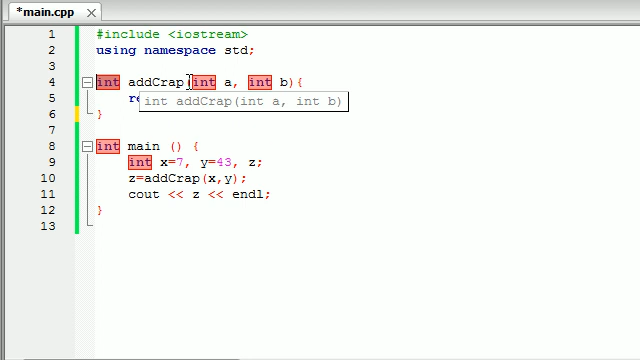 *main.cpp
1 #include <iostream>
2 using namespace std;
3
4 int addCrap(int a, int b){
5 re
int addCrap(int a, int b)
6 }
7
8 int main () {
9 int x=7, y=43, z;
10 z=addCrap(x,y);
11 cout << z << endl;
12 }
13